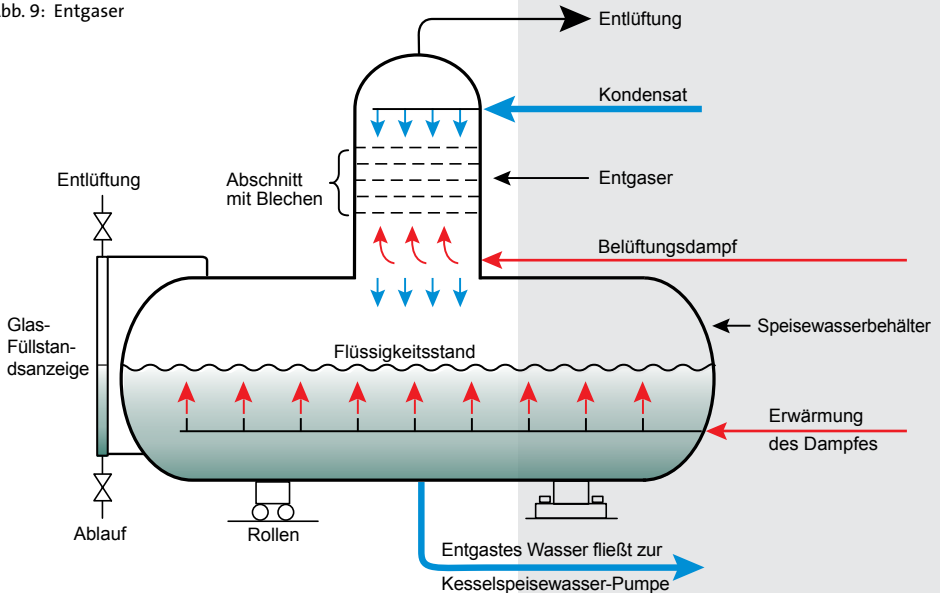 bb. 9: Entgaser
Entlüftung
Kondensat
Entgaser
Abschnitt
mit Blechen
Entlüftung
Belüftungsdampf
Glas-
Füllstan-
dsanzeige
Speisewasserbehälter
Flüssigkeitsstand
Erwärmung
des Dampfes
Ablauf
Rollen
Entgastes Wasser fließt zur
Kesselspeisewasser-Pumpe